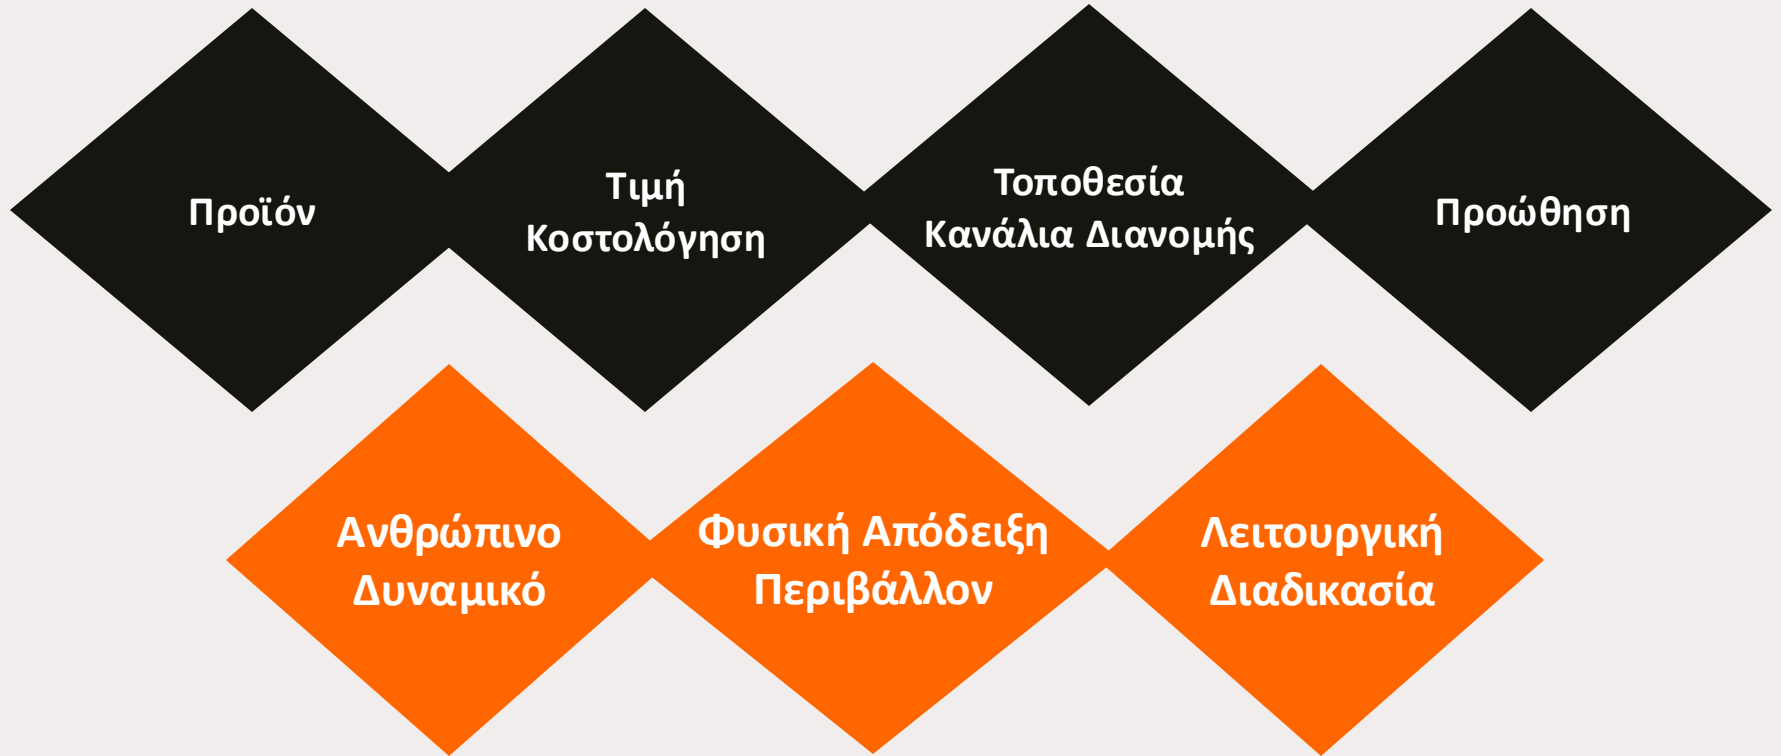 Προϊόν
Τιμή
Κοστολόγηση
Τοποθεσία
Κανάλια Διανομής
Προώθηση
Ανθρώπινο
Δυναμικό
Φυσική Απόδειξη
Περιβάλλον
Λειτουργική
Διαδικασία